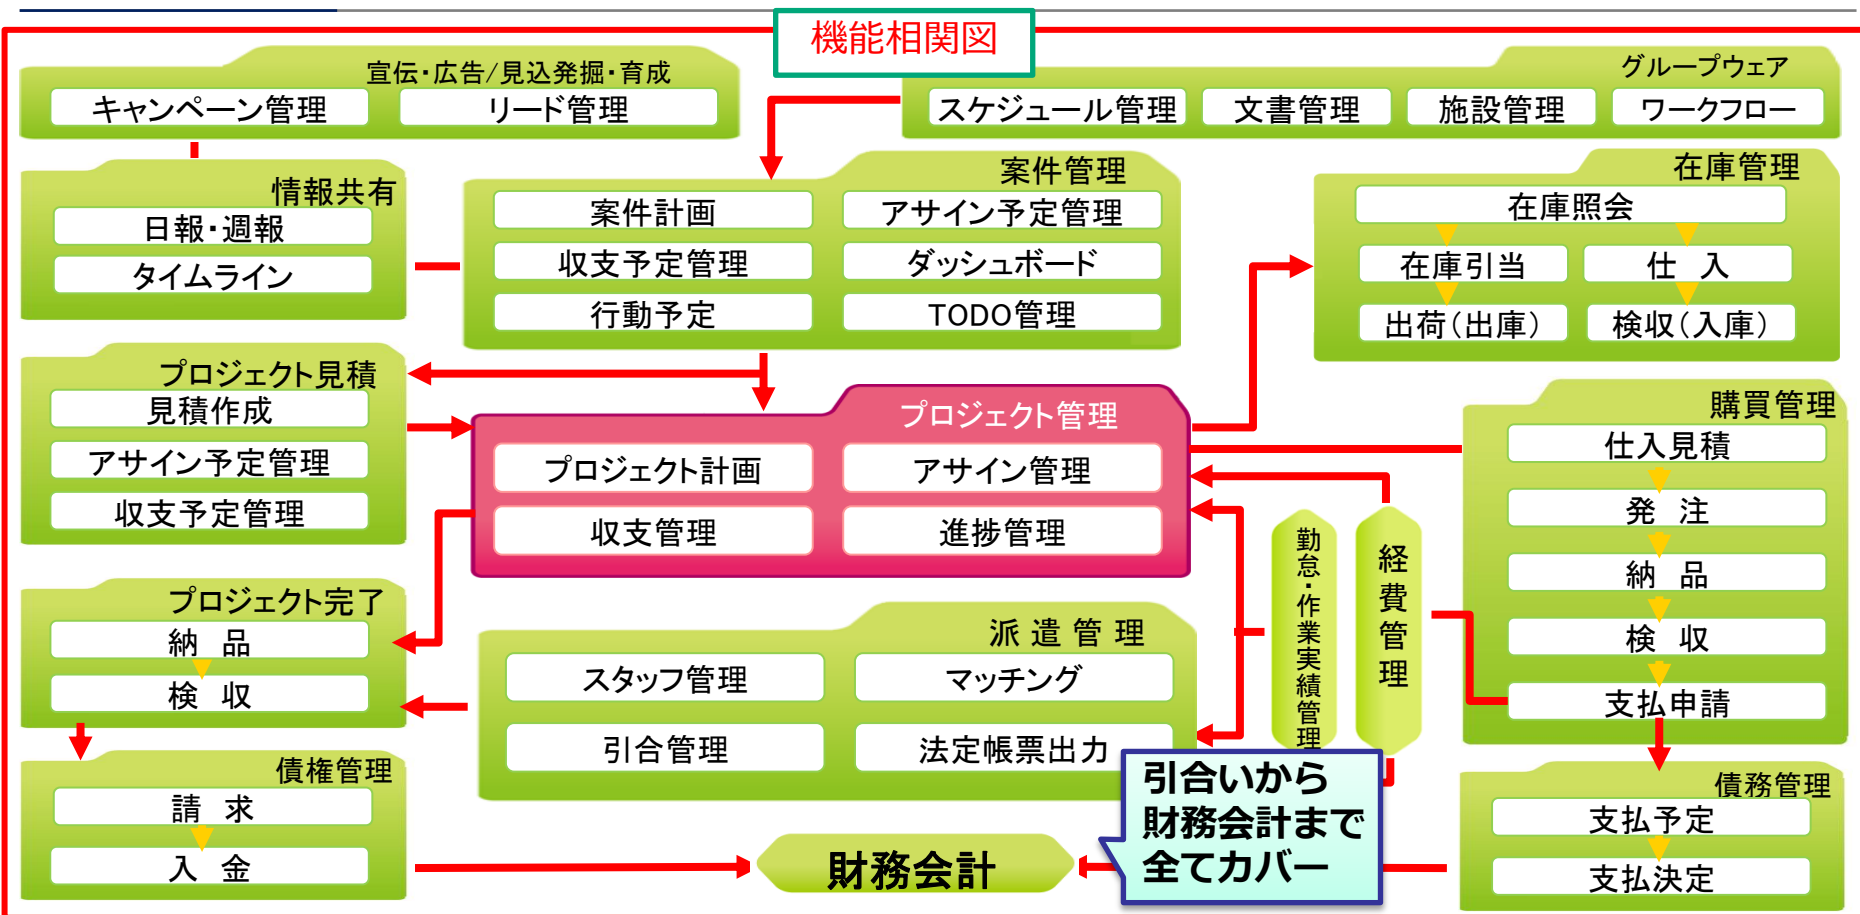 機能相関図
宣伝・広告/見込発掘・育成
キャンペーン管理
リード管理
グループウェア
スケジュール管理
文書管理
施設管理
ワークフロー
情報共有
日報・週報
タイムライン
案件管理
案件計画
アサイン予定管理
収支予定管理
ダッシュボード
行動予定
TODO管理
在庫管理
在庫照会
在庫引当
仕 入
出荷(出庫)
検収(入庫)
プロジェクト見積
見積作成
アサイン予定管理
収支予定管理
プロジェクト管理
プロジェクト計画
アサイン管理
収支管理
進捗管理
購買管理
仕入見積
発 注
納 品
検 収
支払申請
勤怠・作業実績管理
経費管理
プロジェクト完了
納 品
検 収
派 遣 管 理
スタッフ管理
マッチング
引合管理
法定帳票出力
債権管理
請 求
入 金
財務会計
引合いから
財務会計まで
全てカバー
債務管理
支払予定
支払決定